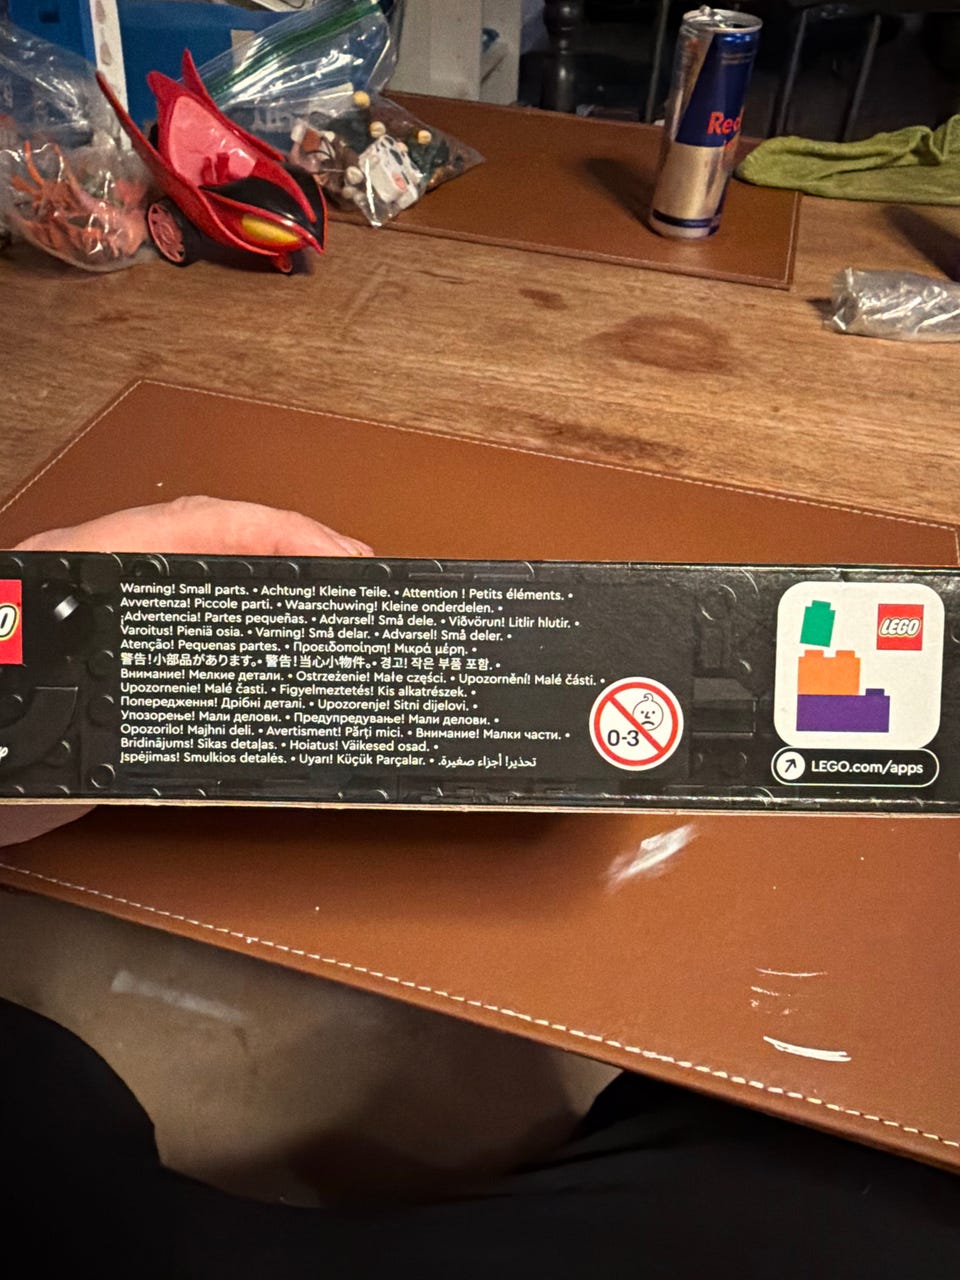 Red
Warning! Small parts. • Achtung! Kleine Teile. • Attention ! Petits éléments. •
Avvertenza! Piccole parti. • Waarschuwing! Kleine onderdelen. •
¡Advertencia! Partes pequeñas. • Advarsel! Små dele. • Viðvörun! Litlir hlutir. •
Varoitus! Pieniä osia. • Varning! Små delar. • Advarsel! Små deler. •
Atenção! Pequenas partes. • Προειδοποίηση! Μικρά μέρη. •
警告!小部品があります。• 警告!当心小物件。• 경고! 작은 부품 포함. •
Внимание! Мелкие детали. • Ostrzeżenie! Małe części. • Upozornění! Malé části. •
Upozornenie! Malé časti. • Figyelmeztetés! Kis alkatrészek. •
Попередження! Дрібні деталі. • Upozorenje! Sitni dijelovi. •
Упозорење! Мали делови. • Предупредување! Мали делови. •
Opozorilo! Majhni deli. • Avertisment! Părți mici. • Внимание! Малки части. •
Brīdinājums! Sīkas detaļas. • Hoiatus! Väikesed osad. •
Įspėjimas! Smulkios detalės. • Uyarı! Küçük Parçalar. • تحذير! أجزاء صغيرة.
0-3
LEGO
LEGO.com/apps